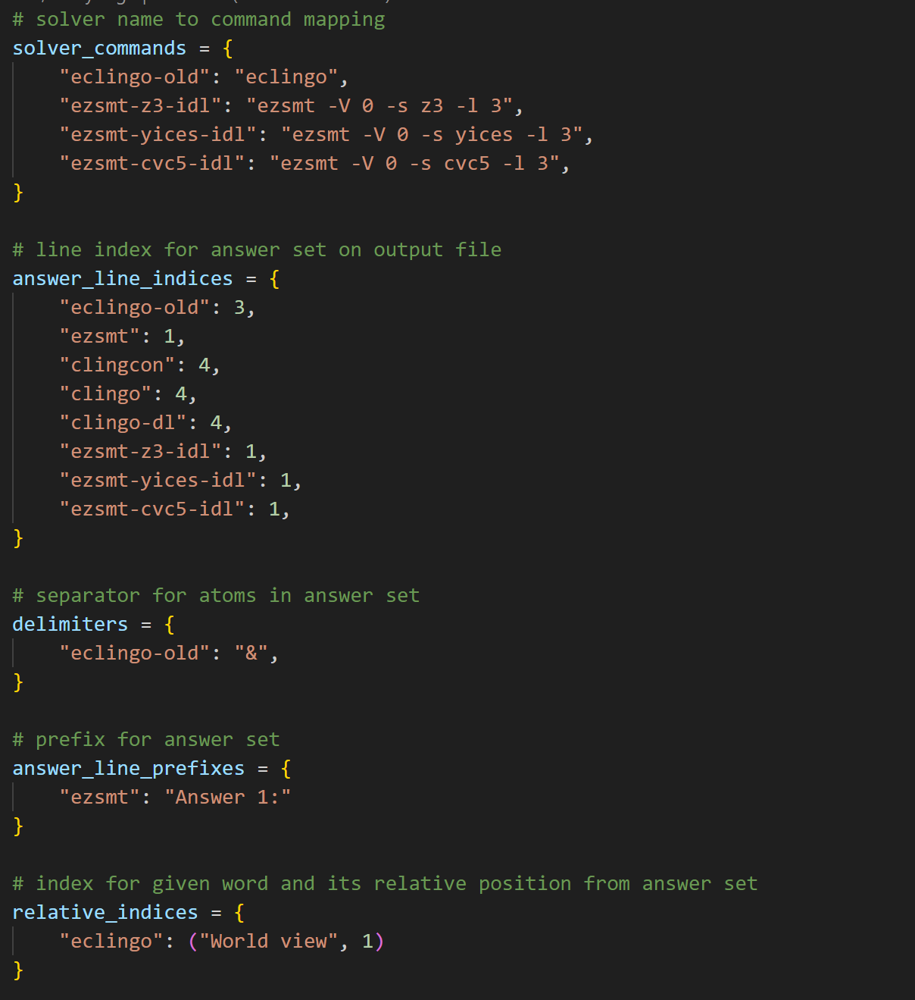 # solver name to command mapping
solver_commands = {
    "eclingo-old": "eclingo",
    "ezsmt-z3-idl": "ezsmt -V 0 -s z3 -l 3",
    "ezsmt-yices-idl": "ezsmt -V 0 -s yices -l 3",
    "ezsmt-cvc5-idl": "ezsmt -V 0 -s cvc5 -l 3",
}

# line index for answer set on output file
answer_line_indices = {
    "eclingo-old": 3,
    "ezsmt": 1,
    "clingcon": 4,
    "clingo": 4,
    "clingo-dl": 4,
    "ezsmt-z3-idl": 1,
    "ezsmt-yices-idl": 1,
    "ezsmt-cvc5-idl": 1,
}

# separator for atoms in answer set
delimiters = {
    "eclingo-old": "&",
}

# prefix for answer set
answer_line_prefixes = {
    "ezsmt": "Answer 1:"
}

# index for given word and its relative position from answer set
relative_indices = {
    "eclingo": ("World view", 1)
}